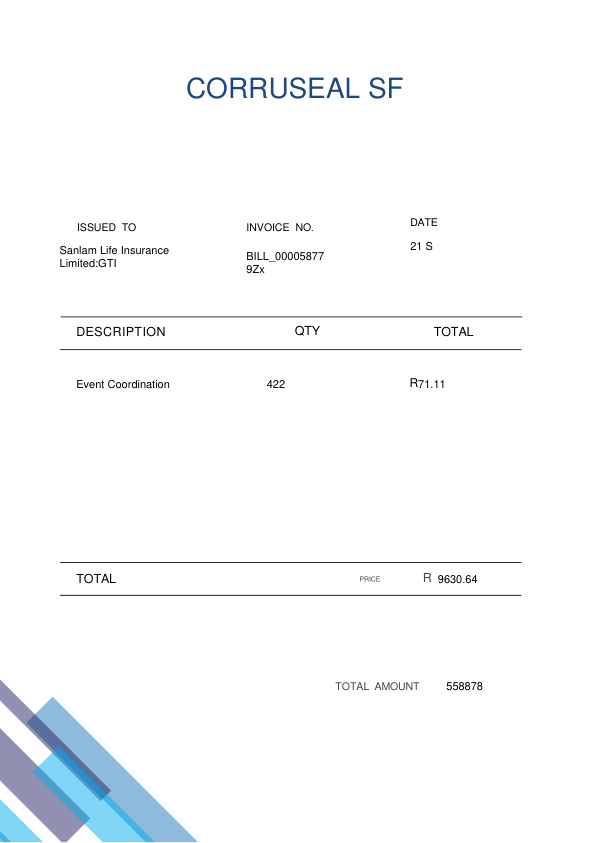 CORRUSEAL SF
ISSUED TO
Sanlam Life Insurance
Limited:GTI
INVOICE NO.
BILL_00005877
9Zx
DATE
21 S
DESCRIPTION QTY TOTAL
Event Coordination 422 R71.11
TOTAL PRICE R 9630.64
TOTAL AMOUNT 558878